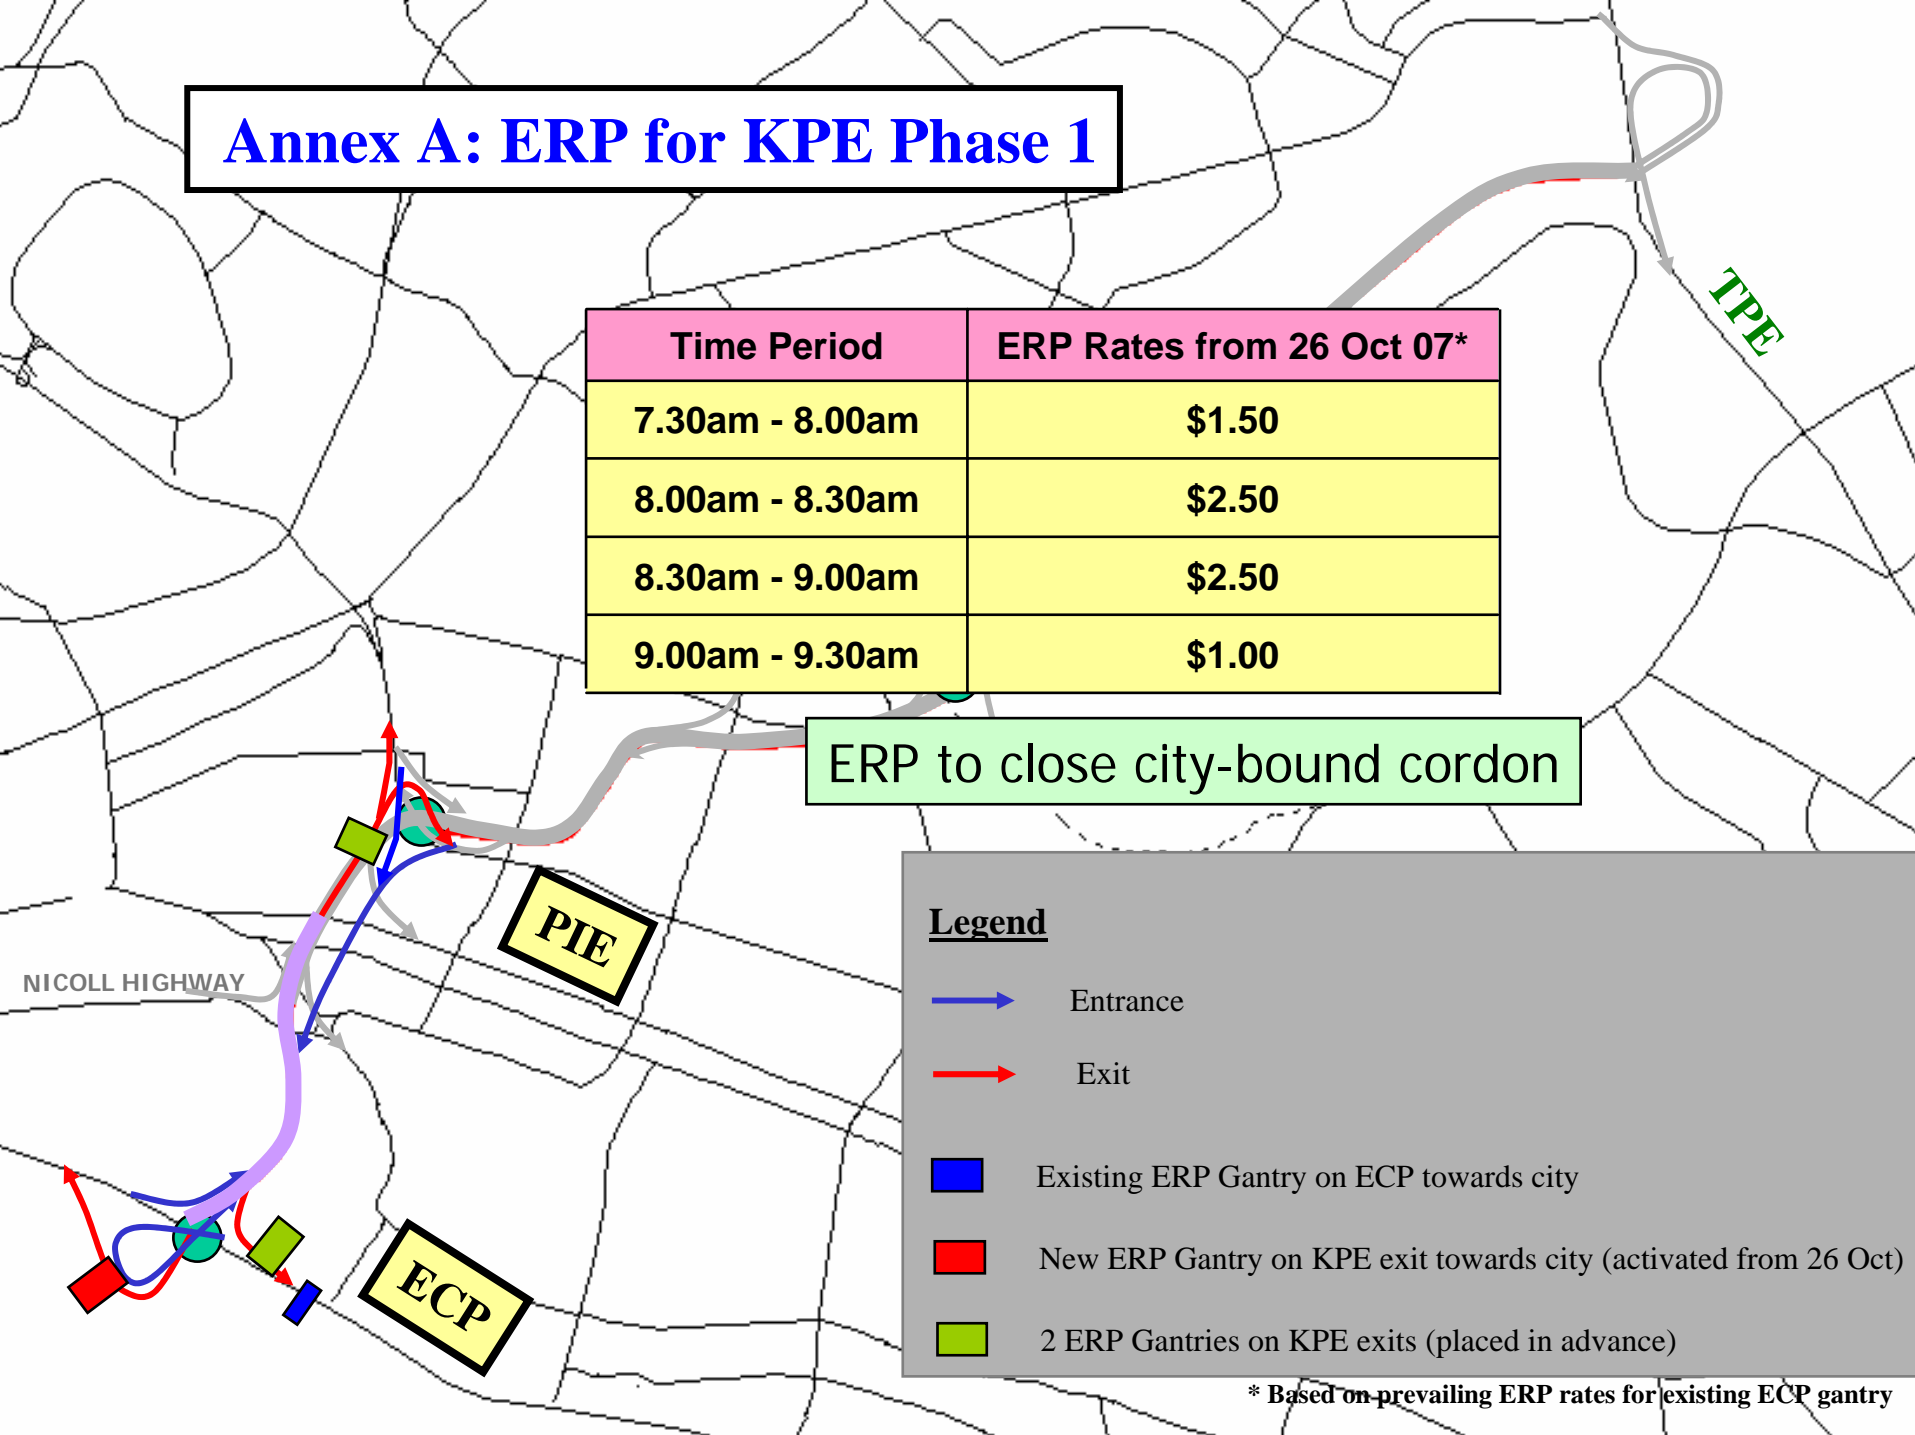 Annex A: ERP for KPE Phase 1
TPE
Time Period ERP Rates from 26 Oct 07*
7.30am - 8.00am $1.50
8.00am - 8.30am $2.50
8.30am - 9.00am $2.50
9.00am - 9.30am $1.00
ERP to close city-bound cordon
PIE
NICOLL HIGHWAY
ECP
Legend
Entrance
Exit
Existing ERP Gantry on ECP towards city
New ERP Gantry on KPE exit towards city (activated from 26 Oct)
2 ERP Gantries on KPE exits (placed in advance)
* Based on prevailing ERP rates for existing ECP gantry